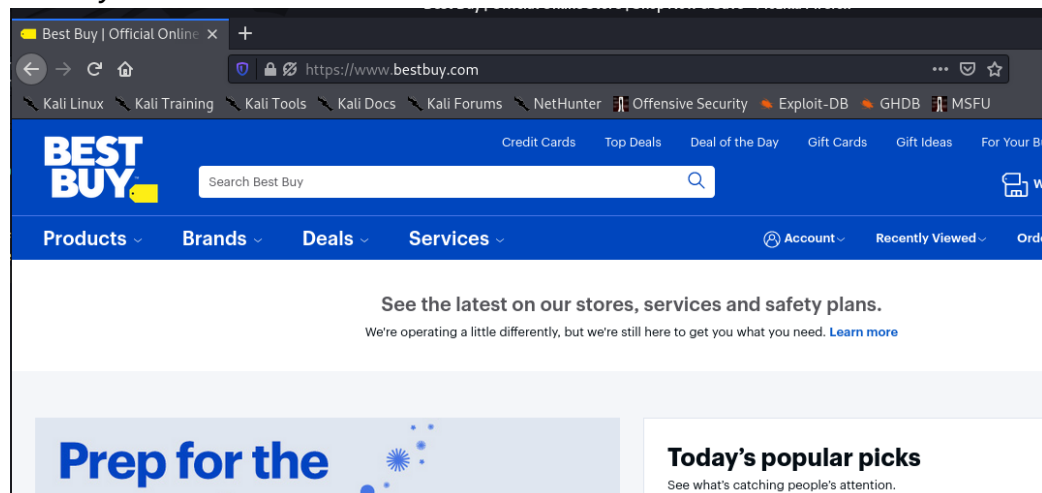 Best Buy | Official Online
https://www.bestbuy.com
Kali Linux Kali Training Kali Tools Kali Docs Kali Forums NetHunter Offensive Security Exploit-DB GHDB MSFU
BEST
BUY
Credit Cards Top Deals Deal of the Day Gift Cards Gift Ideas For Your B
Search Best Buy
Products Brands Deals Services Account Recently Viewed Ord
See the latest on our stores, services and safety plans.
We're operating a little differently, but we're still here to get you what you need. Learn more
Prep for the
Today's popular picks
See what's catching people's attention.